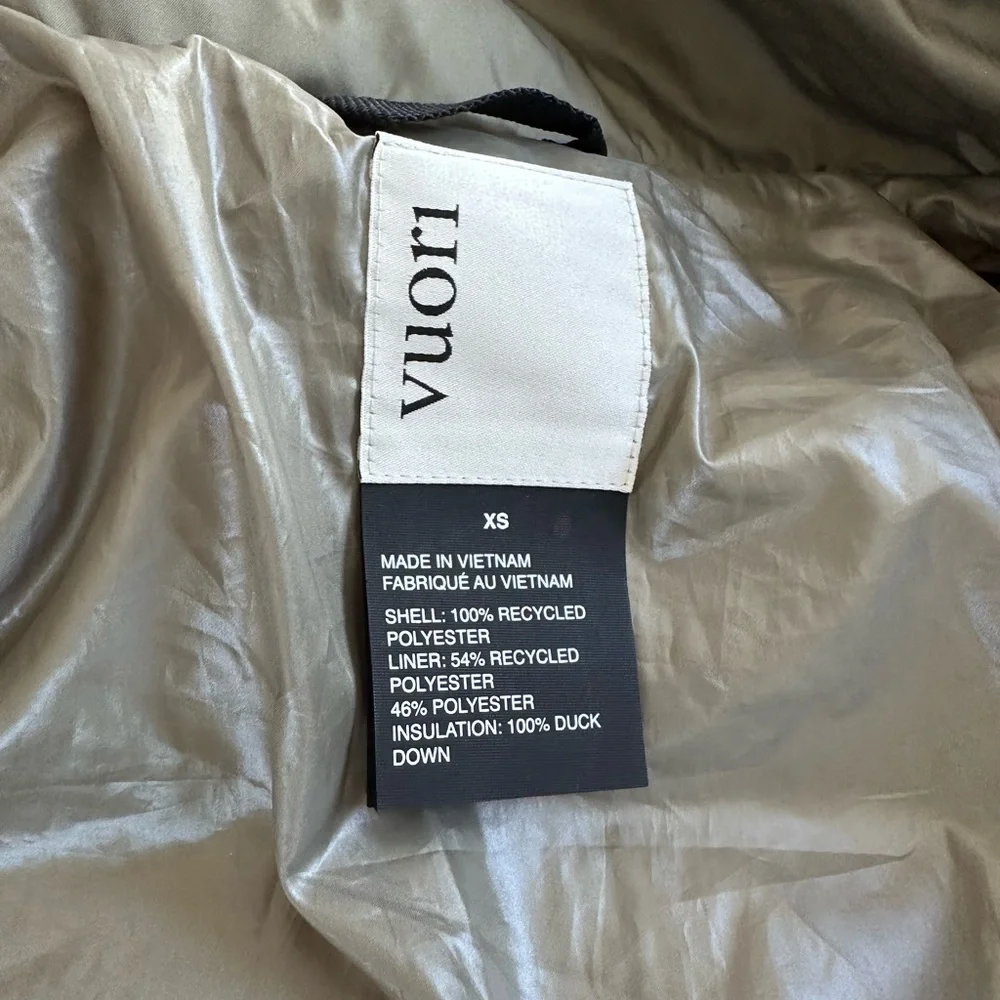 vuori
XS
MADE IN VIETNAM
FABRIQUÉ AU VIETNAM
SHELL: 100% RECYCLED
POLYESTER
LINER: 54% RECYCLED
POLYESTER
46% POLYESTER
INSULATION: 100% DUCK
DOWN